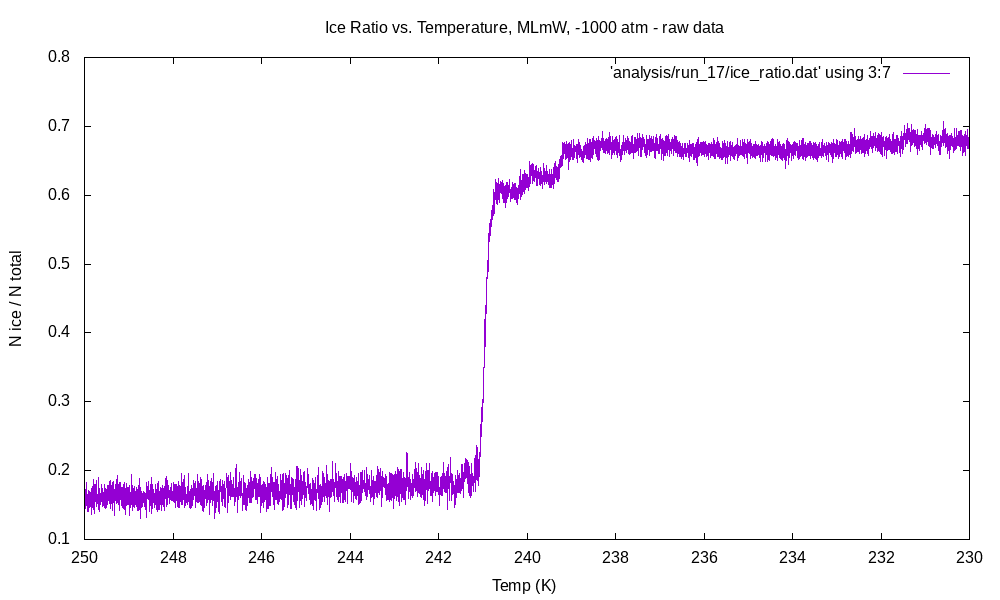 Ice Ratio vs. Temperature, MLmW, -1000 atm - raw data
'analysis/run_17/ice_ratio.dat' using 3:7
0.8
0.7
0.6
0.5
0.4
0.3
0.2
0.1
N ice / N total
250 248 246 244 242 240 238 236 234 232 230
Temp (K)